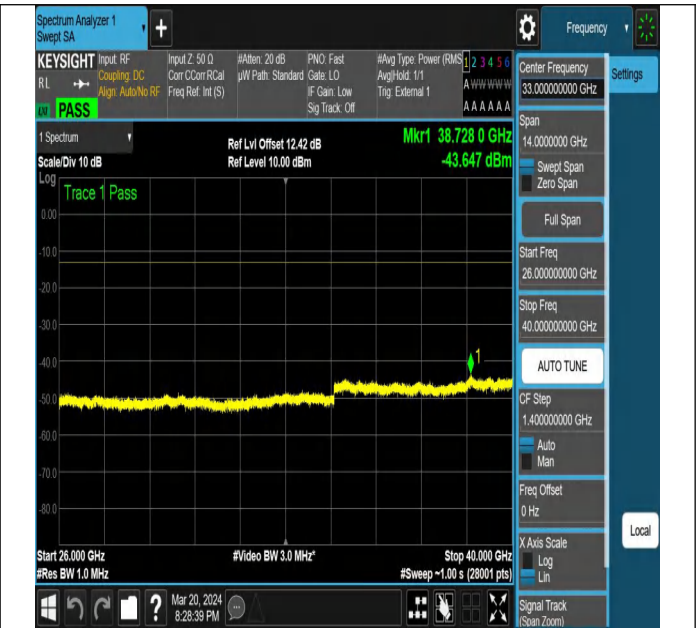 Spectrum Analyzer 1
Swept SA
+
Frequency
KEYSIGHT
RL
PASS
Input: RF
Coupling: DC
Align: Auto/No RF
Input Z: 50 Ω
Corr CCorr RCal
Freq Ref: Int (S)
#Atten: 20 dB
µW Path: Standard
PNO: Fast
Gate: LO
IF Gain: Low
Sig Track: Off
#Avg Type: Power (RMS
Avg|Hold: 1/1
Trig: External 1
1 2 3 4 5 6
A W W W W W
A A A A A A
1 Spectrum
Scale/Div 10 dB
Ref Lvl Offset 12.42 dB
Ref Level 10.00 dBm
Mkr1 38.728 0 GHz
-43.647 dBm
Log
Trace 1 Pass
0.00
-10.0
-20.0
-30.0
-40.0
-50.0
-60.0
-70.0
-80.0
1
Start 26.000 GHz
#Res BW 1.0 MHz
#Video BW 3.0 MHz*
Stop 40.000 GHz
#Sweep ~1.00 s (28001 pts)
Mar 20, 2024
8:28:39 PM
?
Center Frequency
33.000000000 GHz
Settings
Span
14.0000000 GHz
Swept Span
Zero Span
Full Span
Start Freq
26.000000000 GHz
Stop Freq
40.000000000 GHz
AUTO TUNE
CF Step
1.400000000 GHz
Auto
Man
Freq Offset
0 Hz
X Axis Scale
Log
Lin
Local
Signal Track
(Span Zoom)